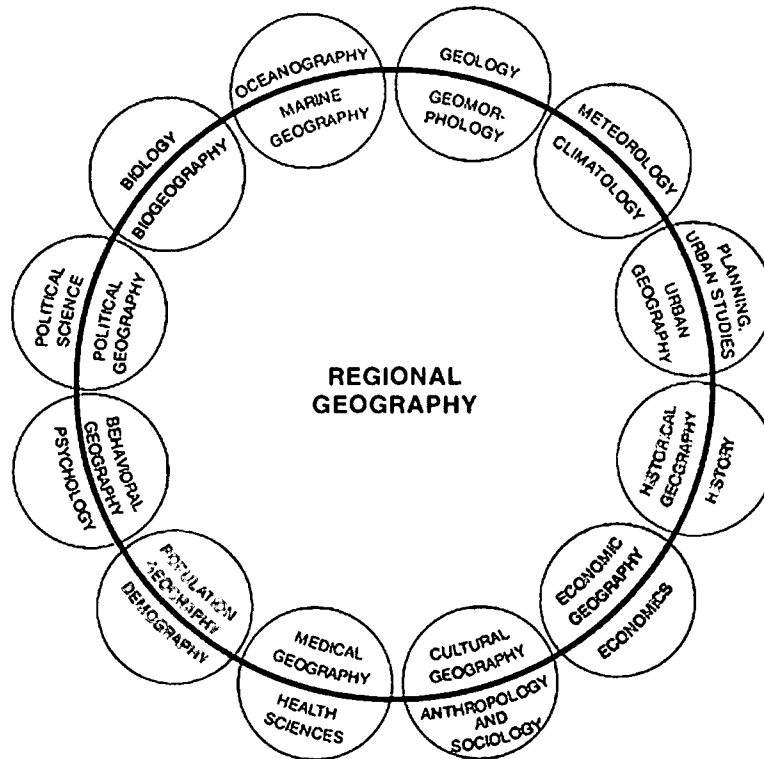 OCEANOGRAPHY
MARINE
GEOGRAPHY
GEOLOGY
GEOMOR-
PHOLOGY
METEOROLOGY
CLIMATOLOGY
PLANNING.
URBAN STUDIES
URBAN
GEOGRAPHY
HISTORICAL
GEOGRAPHY
HISTORY
ECONOMIC
GEOGRAPHY
ECONOMICS
CULTURAL
GEOGRAPHY
ANTHROPOLOGY
AND
SOCIOLOGY
MEDICAL
GEOGRAPHY
HEALTH
SCIENCES
POPULATION
GEOGRAPHY
DEMOGRAPHY
BEHAVIORAL
GEOGRAPHY
PSYCHOLOGY
POLITICAL
SCIENCE
POLITICAL
GEOGRAPHY
BIOLOGY
BIOGEOGRAPHY
REGIONAL
GEOGRAPHY